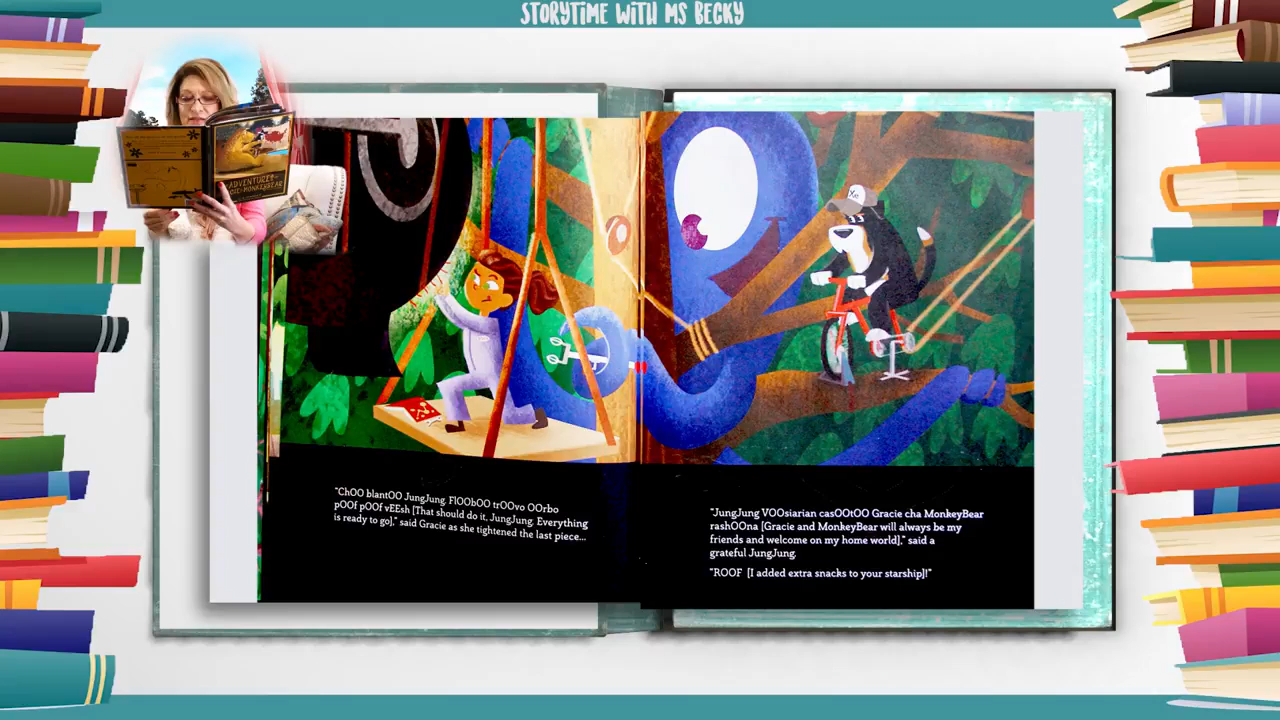 STORYTIME WITH MS BECKY
ADVENTURES
"ChOO blantOO JungJung. FlOObOO trOOvo OOrbo
pOOf pOOf vEEsh [That should do it, JungJung. Everything
is ready to go]," said Gracie as she tightened the last piece...
"JungJung VOOsiarian casOOtOO Gracie cha MonkeyBear
rashOOna [Gracie and MonkeyBear will always be my
friends and welcome on my home world]," said a
grateful JungJung.
"ROOF [I added extra snacks to your starship]!"